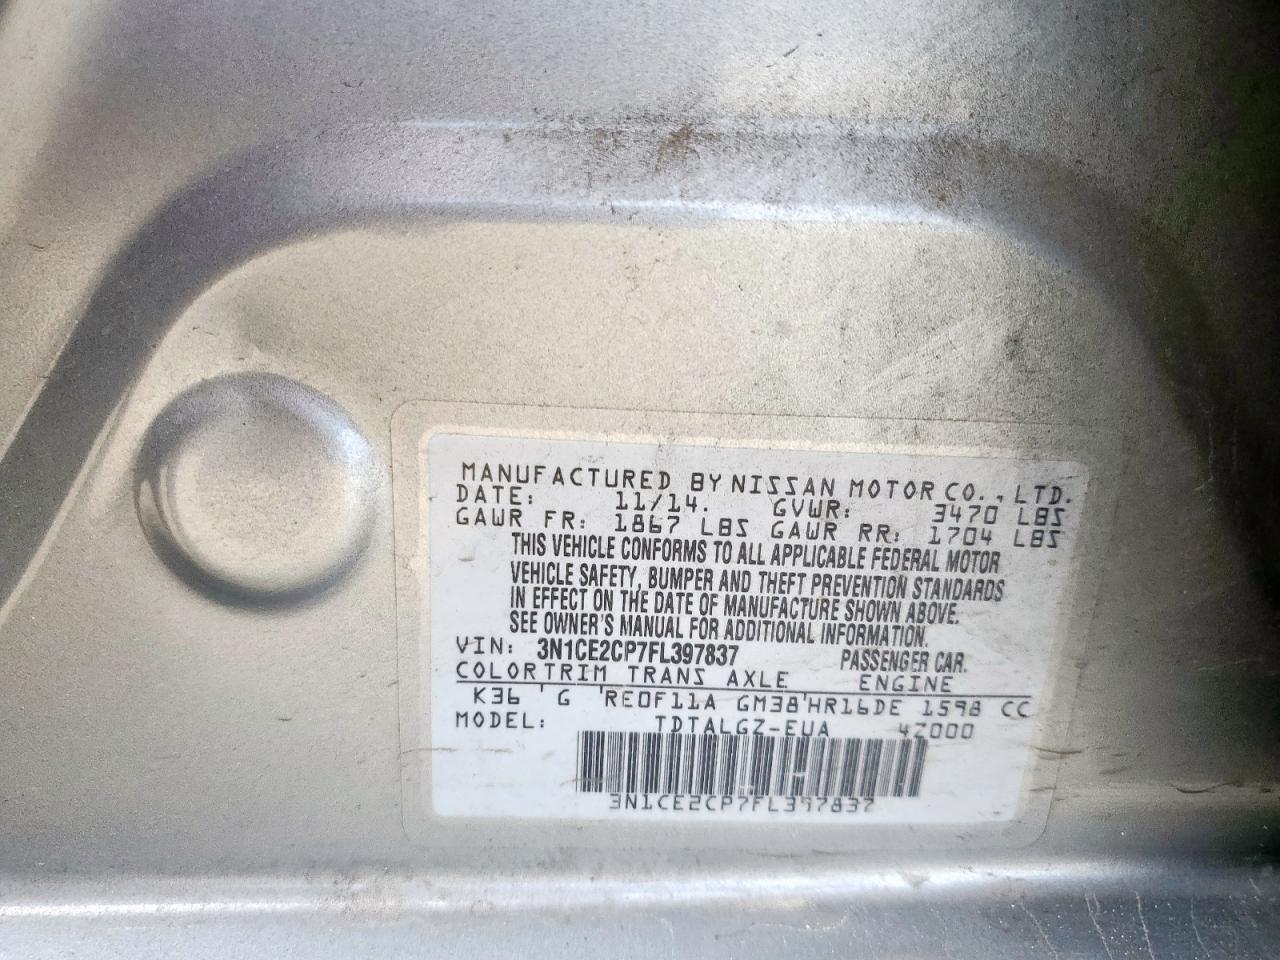 MANUFACTURED BY NISSAN MOTOR CO., LTD.
DATE: 11/14. GVWR: 3470 LBS
GAWR FR: 1867 LBS GAWR RR: 1704 LBS
THIS VEHICLE CONFORMS TO ALL APPLICABLE FEDERAL MOTOR
VEHICLE SAFETY, BUMPER AND THEFT PREVENTION STANDARDS
IN EFFECT ON THE DATE OF MANUFACTURE SHOWN ABOVE.
SEE OWNER'S MANUAL FOR ADDITIONAL INFORMATION.
VIN: 3N1CE2CP7FL397837 PASSENGER CAR.
COLOR TRIM TRANS AXLE ENGINE
K36 ' G 'RE0F11A GM38'HR16DE 1598 CC
MODEL: TDTALGZ-EUA 4Z000
3N1CE2CP7FL397837